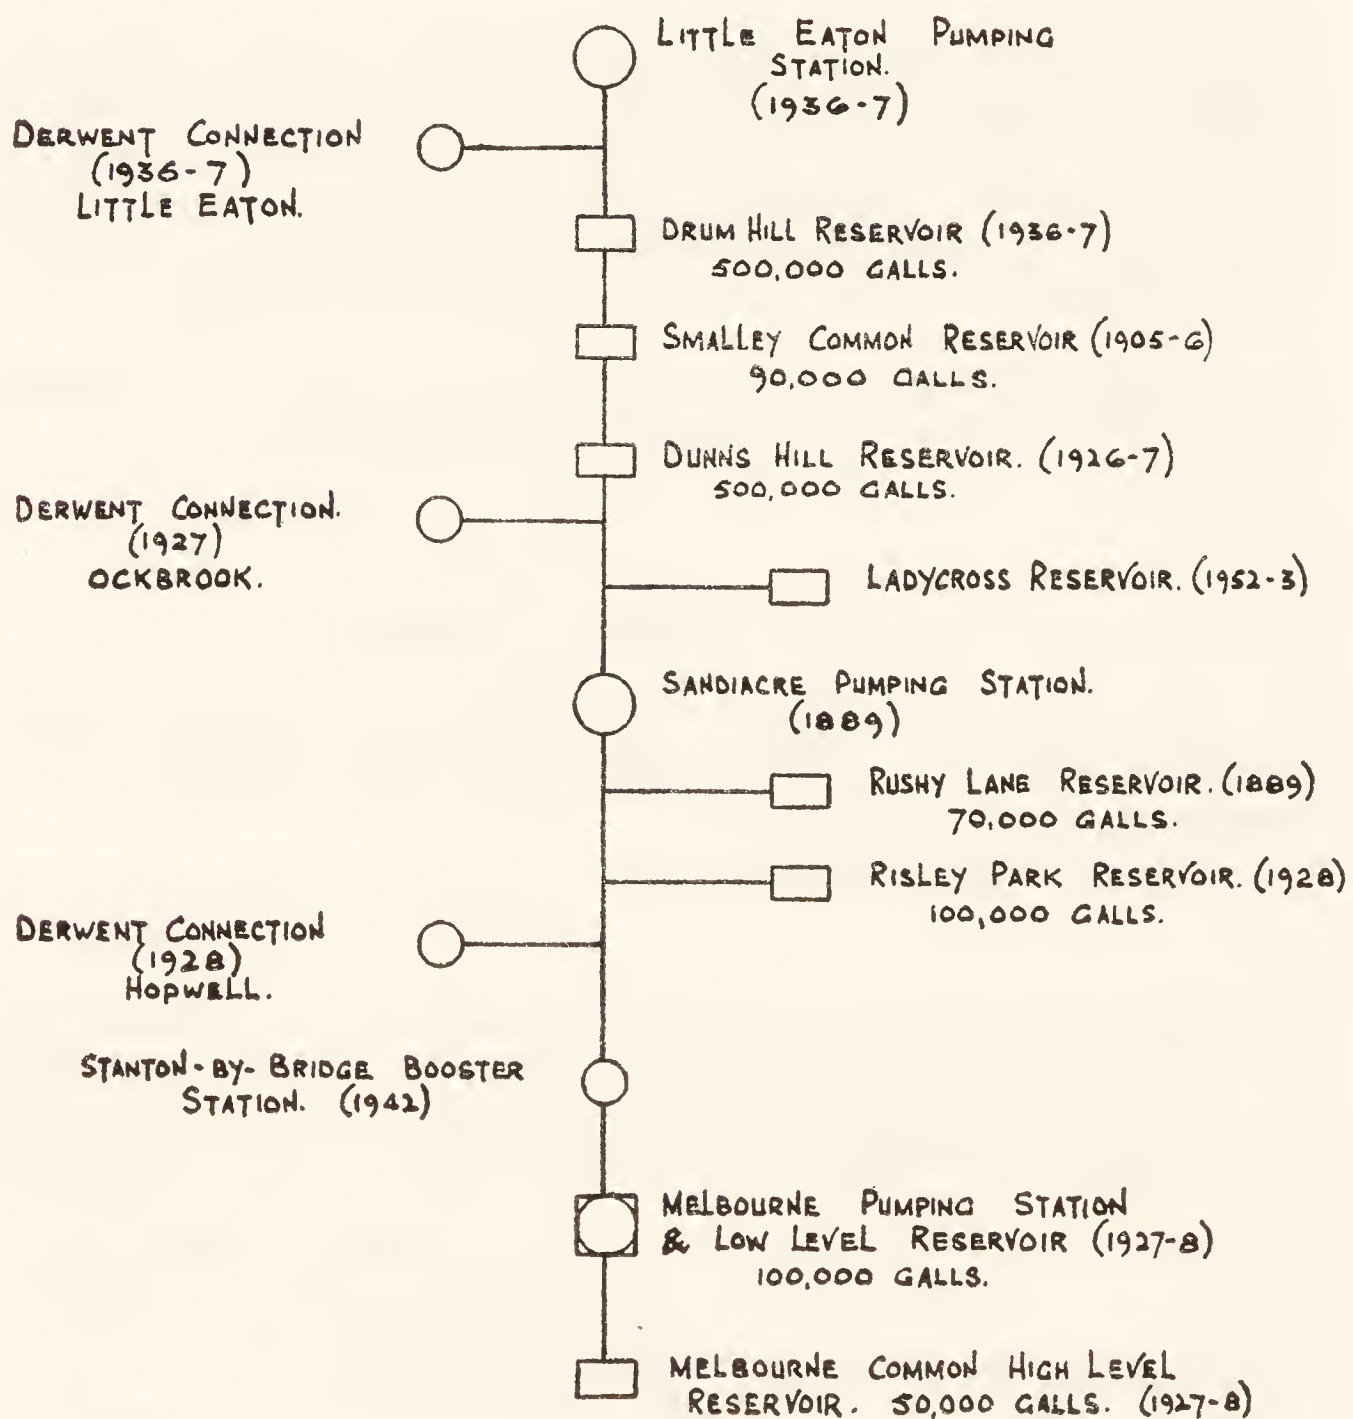 LITTLE EATON PUMPING
STATION.
(1936-7)
DERWENT CONNECTION
(1936-7)
LITTLE EATON.
DRUM HILL RESERVOIR (1936-7)
500,000 GALLS.
SMALLEY COMMON RESERVOIR (1905-6)
90,000 GALLS.
DUNNS HILL RESERVOIR. (1926-7)
500,000 GALLS.
DERWENT CONNECTION.
(1927)
OCKBROOK.
LADYCROSS RESERVOIR. (1952-3)
SANDIACRE PUMPING STATION.
(1889)
RUSHY LANE RESERVOIR. (1889)
70,000 GALLS.
RISLEY PARK RESERVOIR. (1928)
100,000 GALLS.
DERWENT CONNECTION
(1928)
HOPWELL.
STANTON-BY-BRIDGE BOOSTER
STATION. (1942)
MELBOURNE PUMPING STATION
& LOW LEVEL RESERVOIR (1927-8)
100,000 GALLS.
MELBOURNE COMMON HIGH LEVEL
RESERVOIR. 50,000 GALLS. (1927-8)